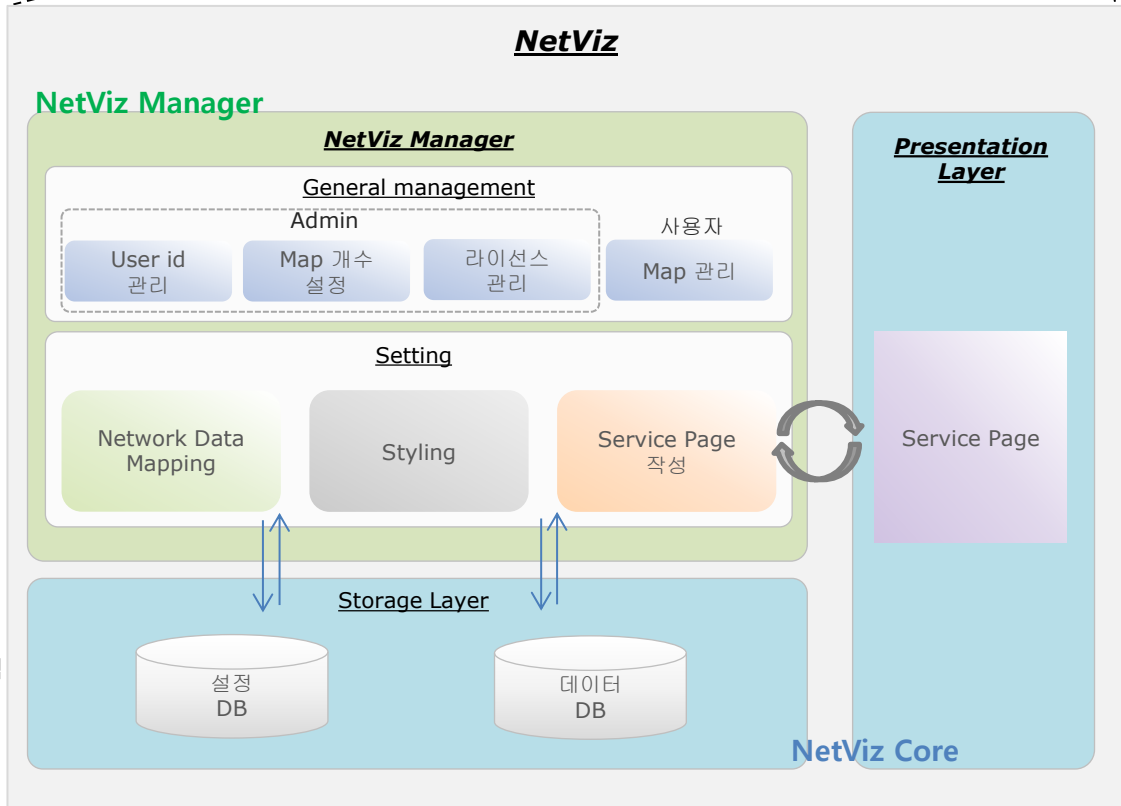 NetViz
NetViz Manager
NetViz Manager
General management
Admin
User id
관리
Map 개수
설정
라이선스
관리
사용자
Map 관리
Setting
Network Data
Mapping
Styling
Service Page
작성
Presentation
Layer
Service Page
Storage Layer
설정
DB
데이터
DB
NetViz Core